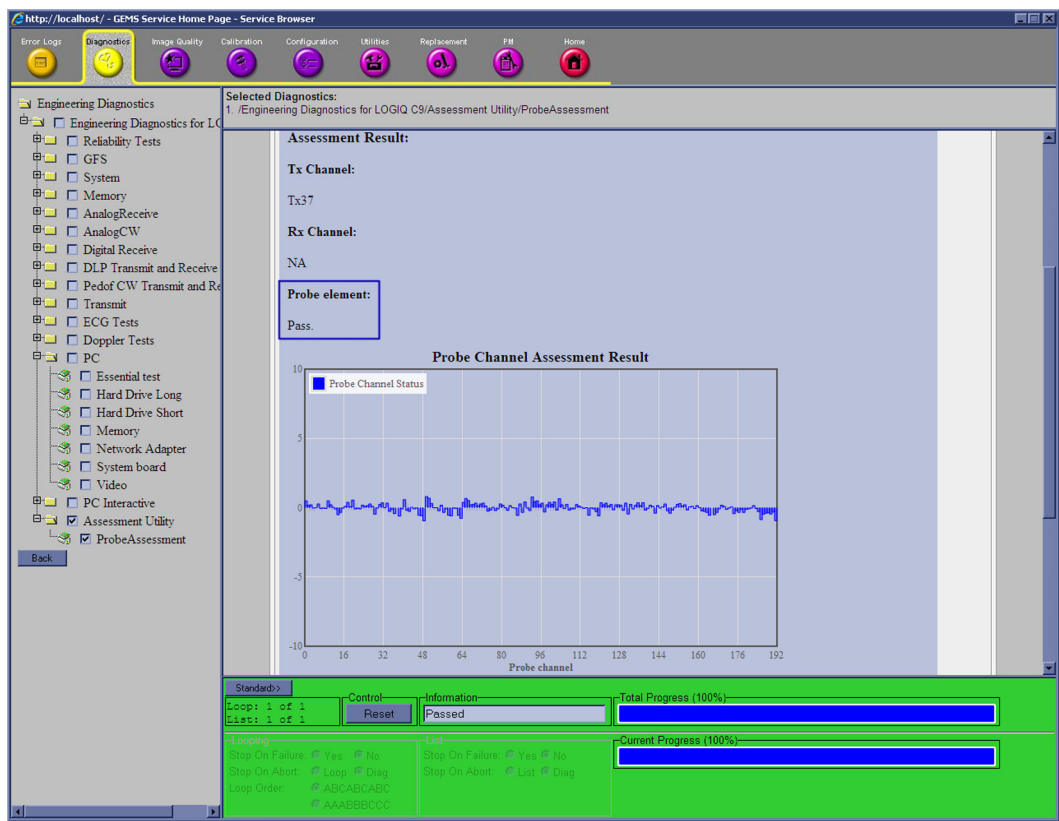 http://localhost/ - GEMS Service Home Page - Service Browser
Error Logs Diagnostics Image Quality Calibration Configuration Utilities Replacement PM Home
Engineering Diagnostics
Engineering Diagnostics for LO
Reliability Tests
GFS
System
Memory
AnalogReceive
AnalogCW
Digital Receive
DLP Transmit and Receive
Pedof CW Transmit and Re
Transmit
ECG Tests
Doppler Tests
PC
Essential test
Hard Drive Long
Hard Drive Short
Memory
Network Adapter
System board
Video
PC Interactive
Assessment Utility
ProbeAssessment
Back
Selected Diagnostics:
1. /Engineering Diagnostics for LOGIQ C9/Assessment Utility/ProbeAssessment
Assessment Result:
Tx Channel:
Tx37
Rx Channel:
NA
Probe element:
Pass.
Probe Channel Assessment Result
Probe Channel Status
10
5
0
-5
-10
0 16 32 48 64 80 96 112 128 144 160 176 192
Probe channel
Standard>>
Loop: 1 of 1
List: 1 of 1
Control
Reset
Information
Passed
Total Progress (100%)
Looping
Stop On Failure: Yes No
Stop On Abort: Loop Diag
Loop Order: ABCABCABC
AAABBBCCC
List
Stop On Failure: Yes No
Stop On Abort: List Diag
Current Progress (100%)